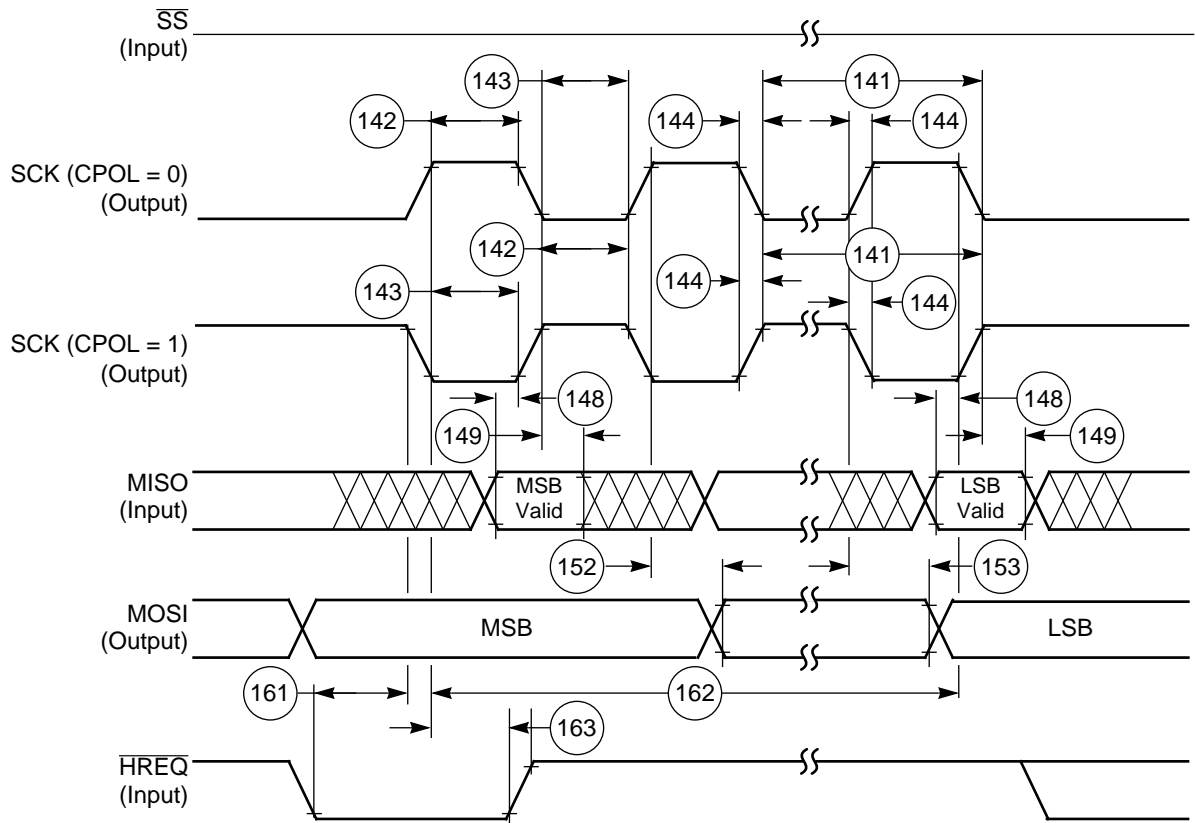 SS
(Input)
143
141
142
144
144
SCK (CPOL = 0)
(Output)
142
141
143
144
144
SCK (CPOL = 1)
(Output)
148
148
149
149
MISO
(Input)
MSB
Valid
LSB
Valid
152
153
MOSI
(Output)
MSB
LSB
161
162
163
HREQ
(Input)